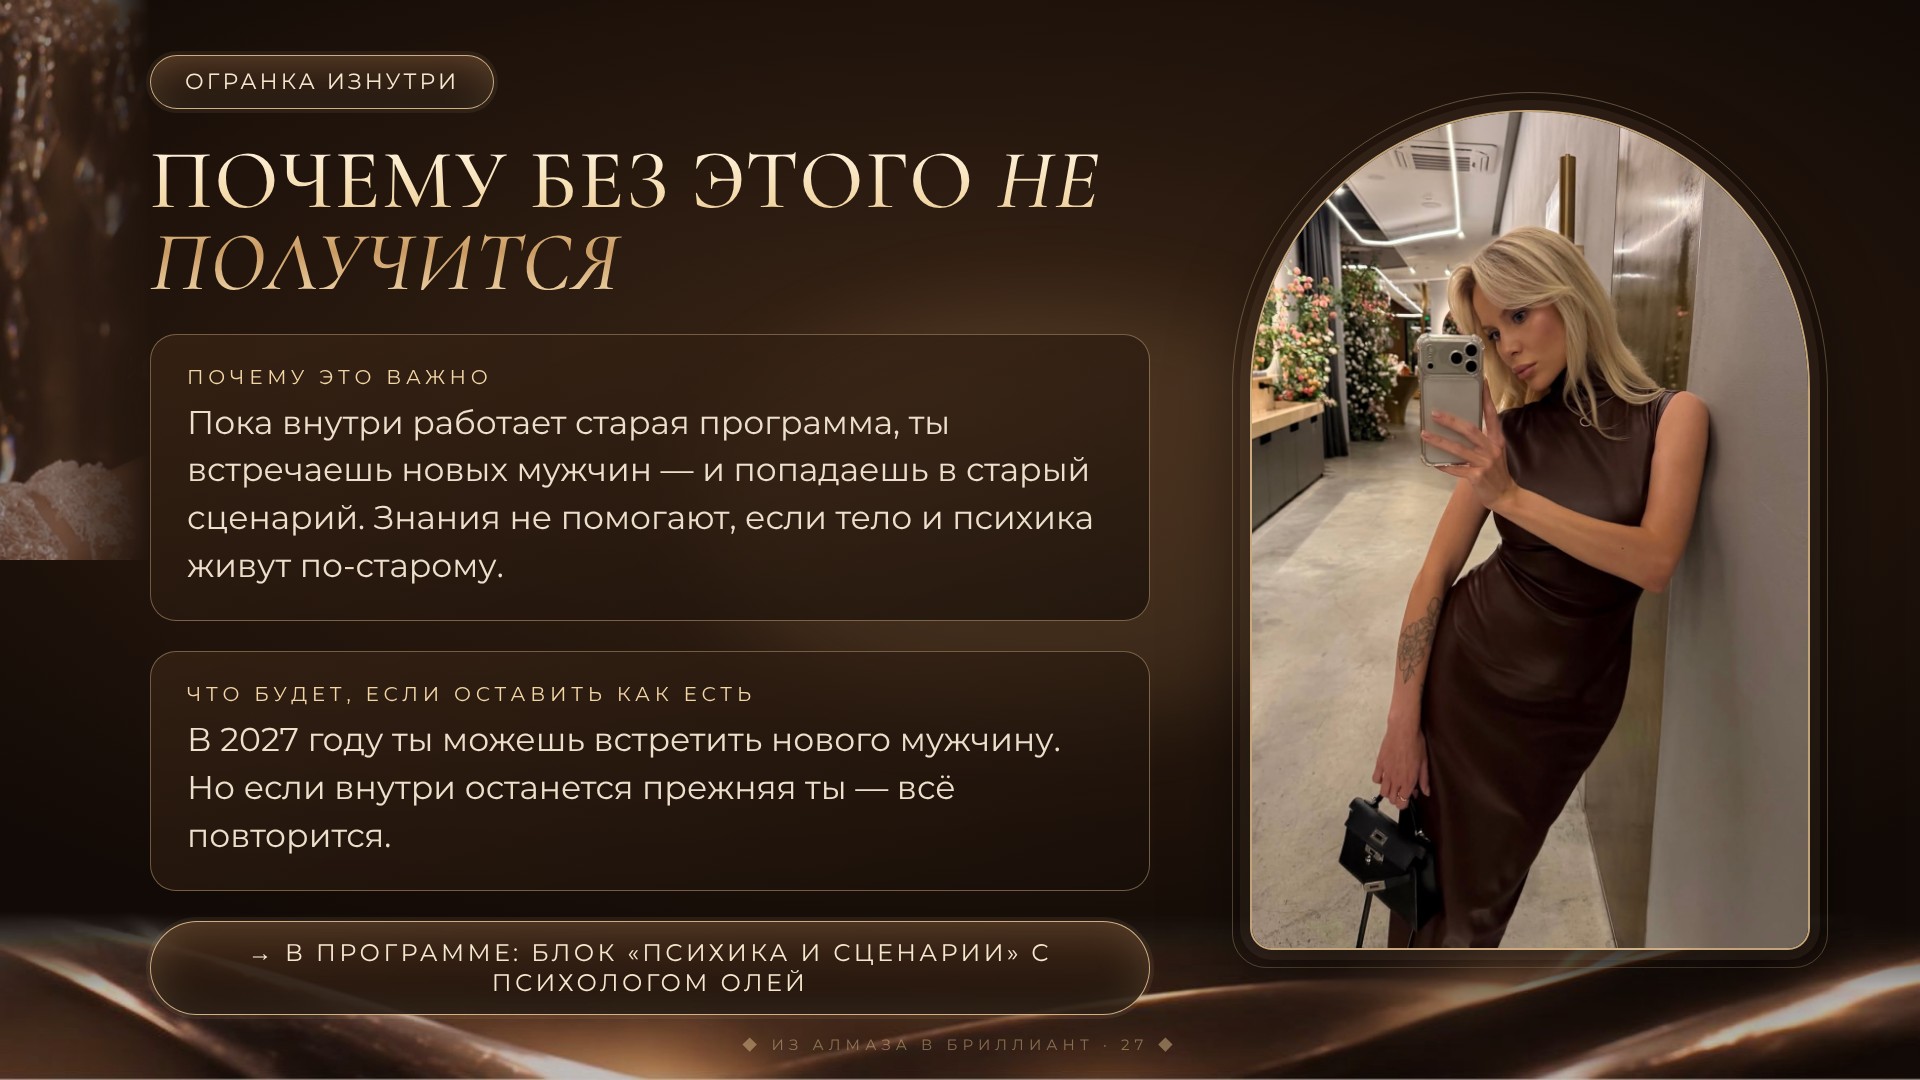 ОГРАНКА ИЗНУТРИ
ПОЧЕМУ БЕЗ ЭТОГО НЕ
ПОЛУЧИТСЯ
ПОЧЕМУ ЭТО ВАЖНО
Пока внутри работает старая программа, ты
встречаешь новых мужчин — и попадаешь в старый
сценарий. Знания не помогают, если тело и психика
живут по-старому.
ЧТО БУДЕТ, ЕСЛИ ОСТАВИТЬ КАК ЕСТЬ
В 2027 году ты можешь встретить нового мужчину.
Но если внутри останется прежняя ты — всё
повторится.
→ В ПРОГРАММЕ: БЛОК «ПСИХИКА И СЦЕНАРИИ» С
ПСИХОЛОГОМ ОЛЕЙ
◆ ИЗ АЛМАЗА В БРИЛЛИАНТ · 27 ◆